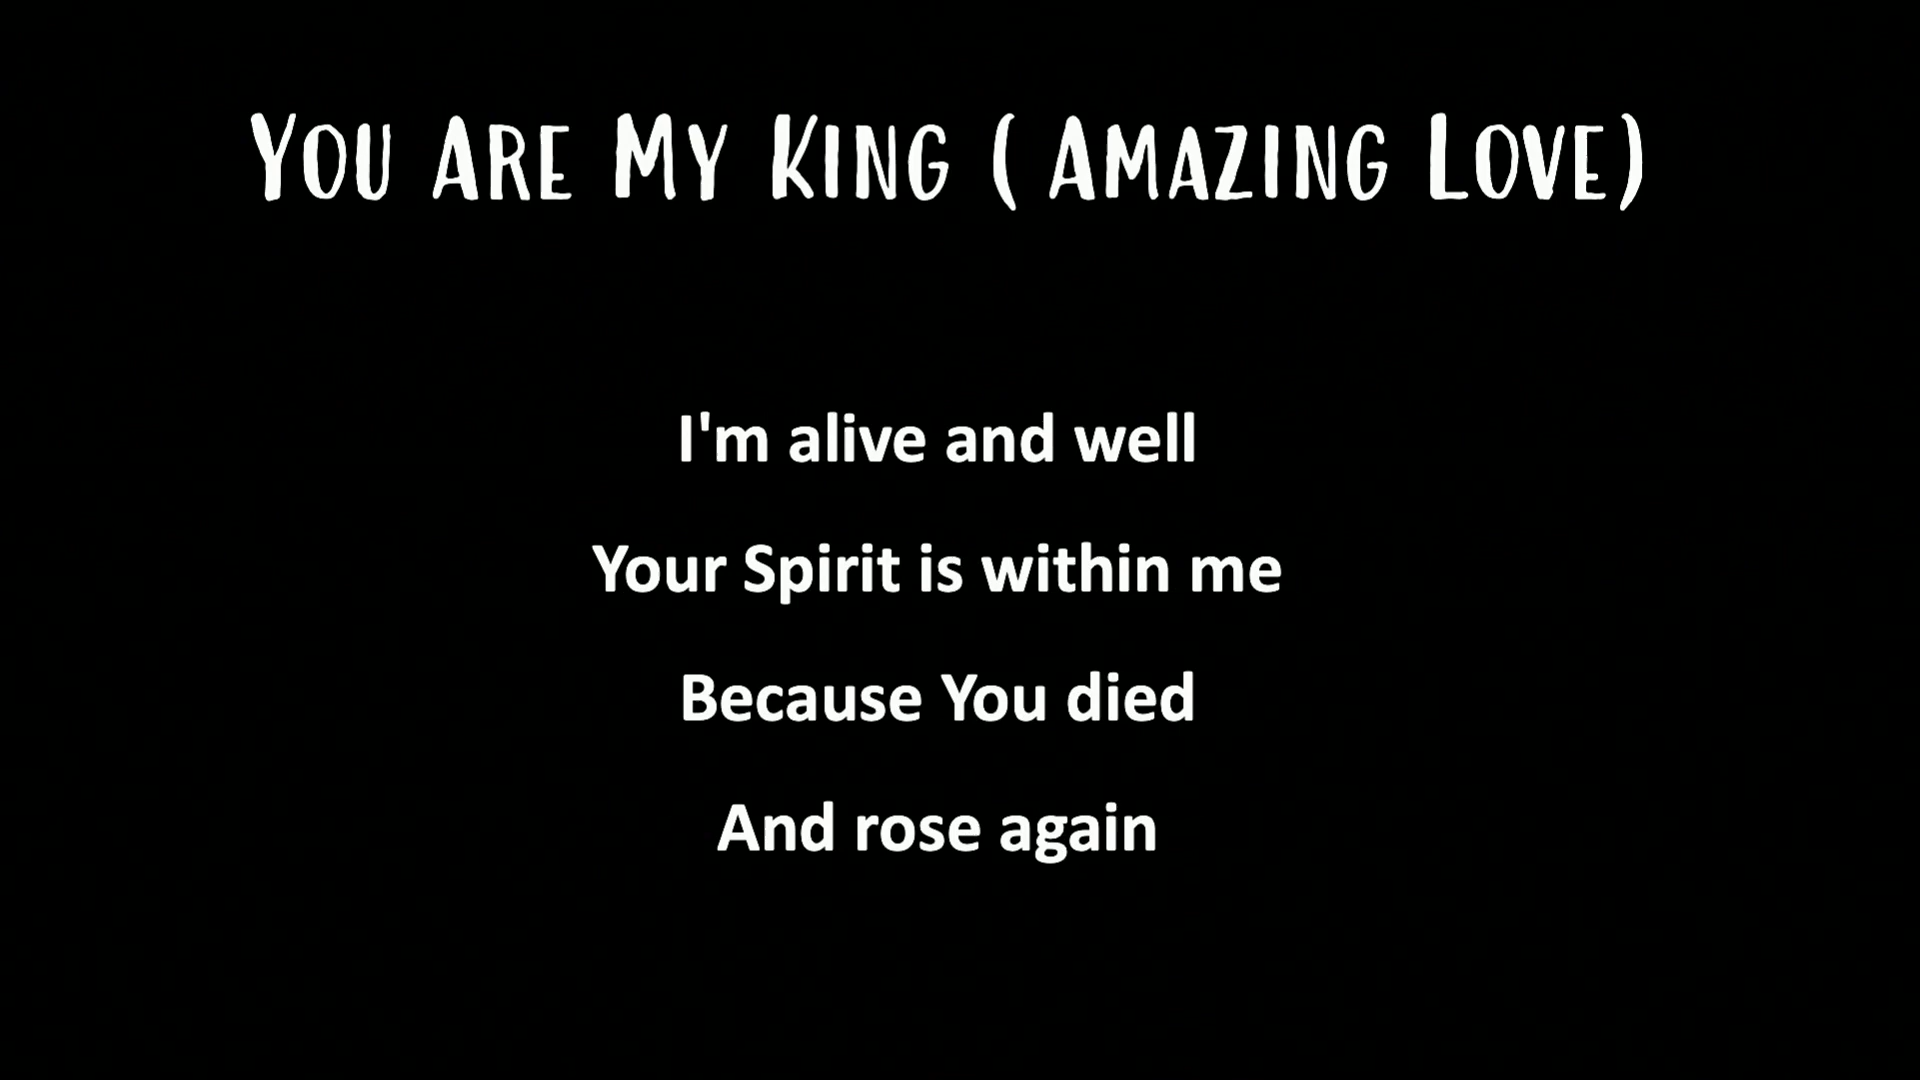 You Are My King ( Amazing Love)
I'm alive and well
Your Spirit is within me
Because You died
And rose again